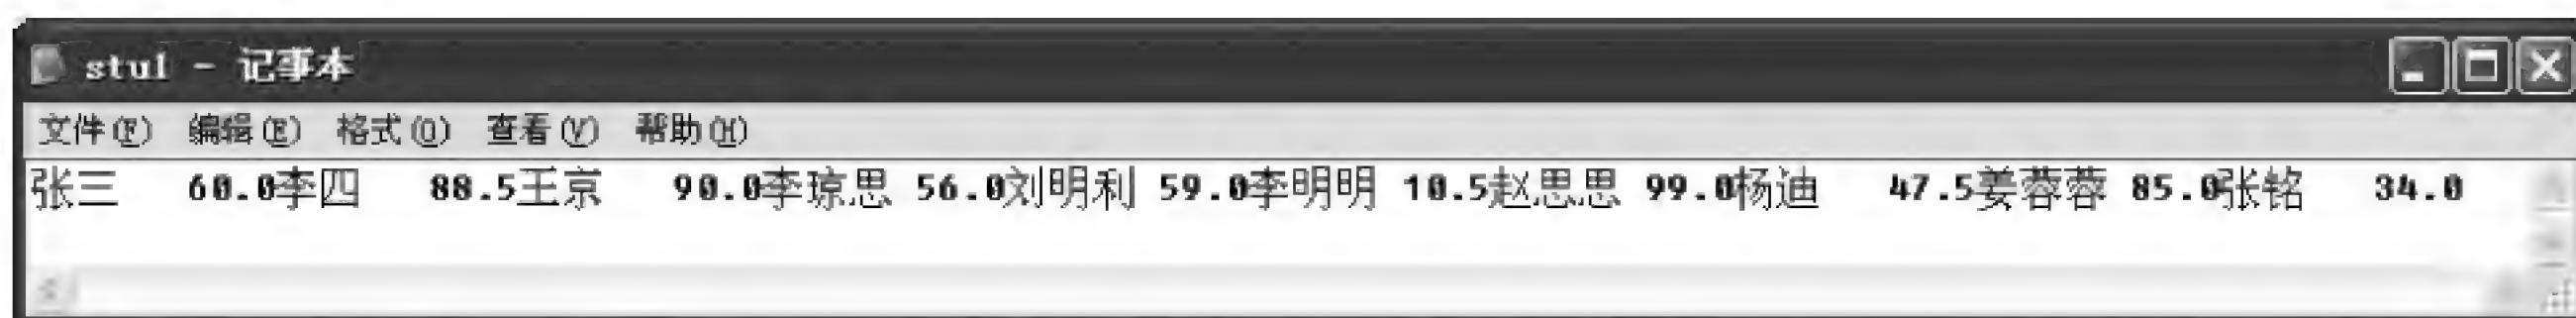 stu1 - 记事本
文件(F) 编辑(E) 格式(O) 查看(V) 帮助(H)
张三 60.0李四 88.5王京 90.0李琼思 56.0刘明利 59.0李明明 10.5赵思思 99.0杨迪 47.5姜蓉蓉 85.0张铭 34.0